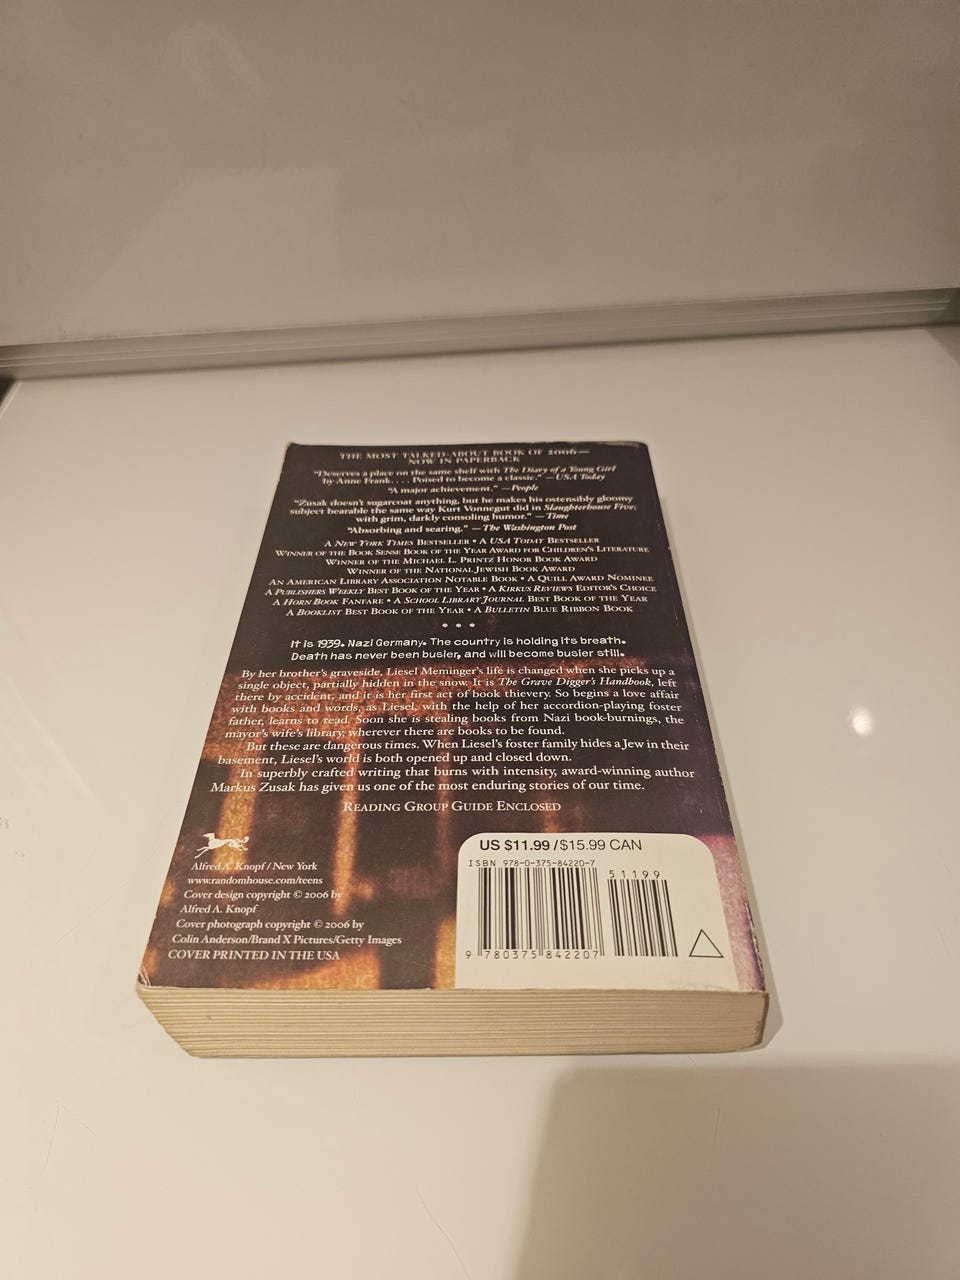 THE MOST TALKED-ABOUT BOOK OF 2006—
NOW IN PAPERBACK
"Deserves a place on the same shelf with The Diary of a Young Girl
by Anne Frank. . . . Poised to become a classic." —USA Today
"A major achievement." —People
"Zusak doesn't sugarcoat anything, but he makes his ostensibly gloomy
subject bearable the same way Kurt Vonnegut did in Slaughterhouse Five:
with grim, darkly consoling humor." —Time
"Absorbing and searing." —The Washington Post
A NEW YORK TIMES BESTSELLER • A USA TODAY BESTSELLER
WINNER OF THE BOOK SENSE BOOK OF THE YEAR AWARD FOR CHILDREN'S LITERATURE
WINNER OF THE MICHAEL L. PRINTZ HONOR BOOK AWARD
WINNER OF THE NATIONAL JEWISH BOOK AWARD
AN AMERICAN LIBRARY ASSOCIATION NOTABLE BOOK • A QUILL AWARD NOMINEE
A PUBLISHERS WEEKLY BEST BOOK OF THE YEAR • A KIRKUS REVIEWS EDITOR'S CHOICE
A HORN BOOK FANFARE • A SCHOOL LIBRARY JOURNAL BEST BOOK OF THE YEAR
A BOOKLIST BEST BOOK OF THE YEAR • A BULLETIN BLUE RIBBON BOOK
• • •
It is 1939. Nazi Germany. The country is holding its breath.
Death has never been busier, and will become busier still.
By her brother's graveside, Liesel Meminger's life is changed when she picks up a
single object, partially hidden in the snow. It is The Grave Digger's Handbook, left
there by accident, and it is her first act of book thievery. So begins a love affair
with books and words, as Liesel, with the help of her accordion-playing foster
father, learns to read. Soon she is stealing books from Nazi book-burnings, the
mayor's wife's library, wherever there are books to be found.
But these are dangerous times. When Liesel's foster family hides a Jew in their
basement, Liesel's world is both opened up and closed down.
In superbly crafted writing that burns with intensity, award-winning author
Markus Zusak has given us one of the most enduring stories of our time.
READING GROUP GUIDE ENCLOSED
Alfred A. Knopf / New York
www.randomhouse.com/teens
Cover design copyright © 2006 by
Alfred A. Knopf
Cover photograph copyright © 2006 by
Colin Anderson/Brand X Pictures/Getty Images
COVER PRINTED IN THE USA
US $11.99 / $15.99 CAN
ISBN 978-0-375-84220-7
51199
9 780375 842207